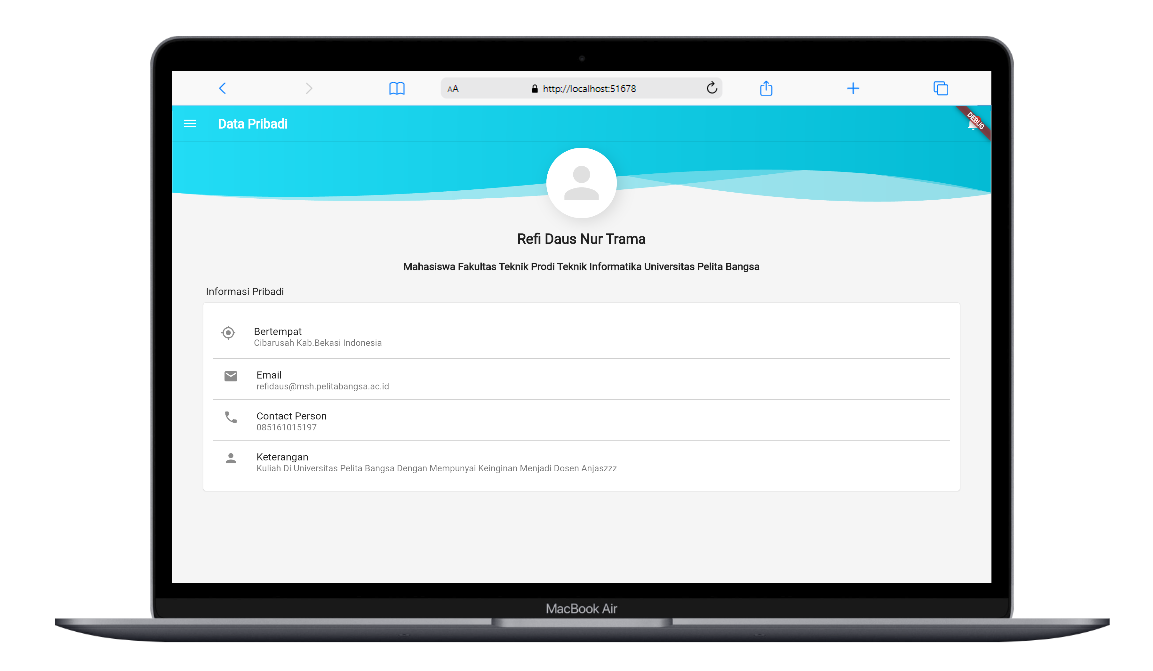 AA
http://localhost:51678
Data Pribadi
DEBUG
Refi Daus Nur Trama
Mahasiswa Fakultas Teknik Prodi Teknik Informatika Universitas Pelita Bangsa
Informasi Pribadi
Bertempat
Cibarusah Kab,Bekasi Indonesia
Email
refidaus@msh.pelitabangsa.ac.id
Contact Person
085161015197
Keterangan
Kuliah Di Universitas Pelita Bangsa Dengan Mempunyai Keinginan Menjadi Dosen Anjaszzz
MacBook Air